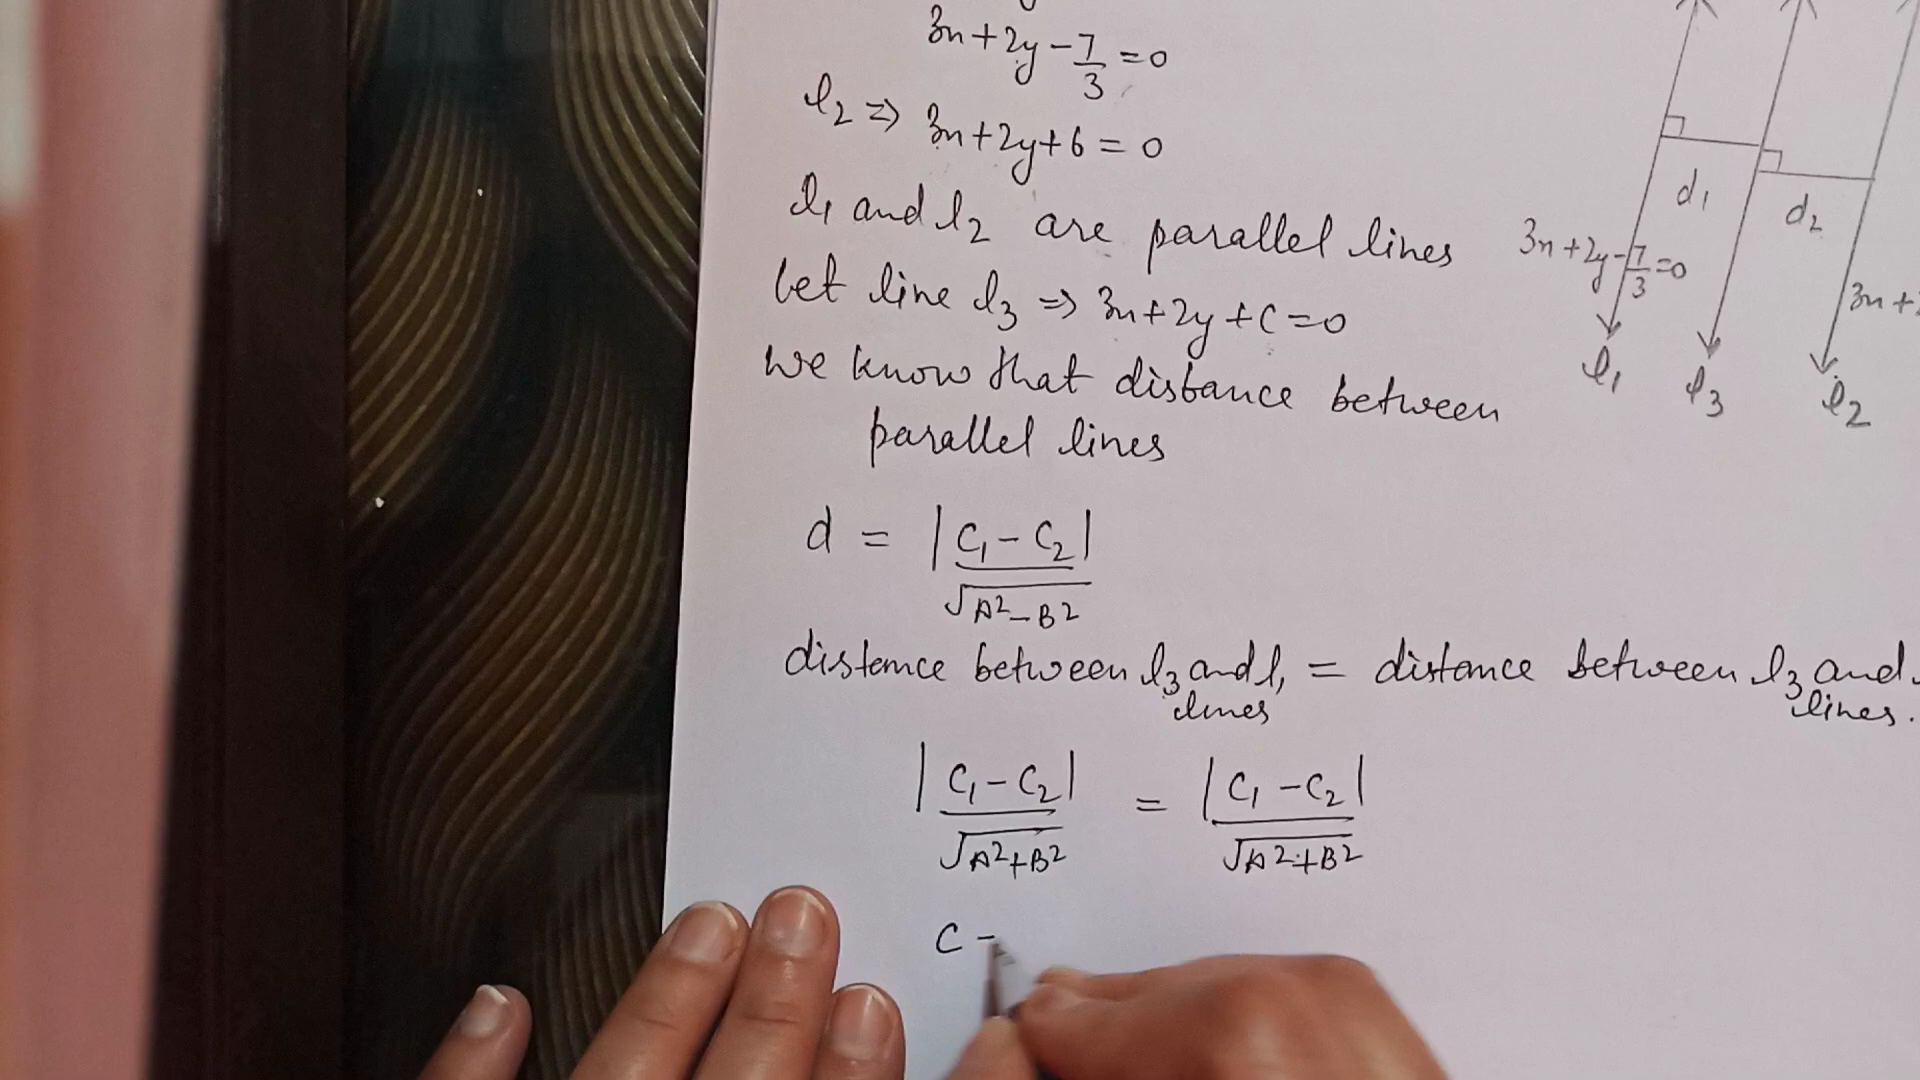 3x+2y-7/3=0
l2 => 3x+2y+6=0
l1 and l2 are parallel lines
Let line l3 => 3x+2y+C=0
We know that distance between
parallel lines
d = |C1-C2|/√A²-B²
distance between l3 and l1 = distance between l3 and
lines lines.
|C1-C2|/√A²+B² = |C1-C2|/√A²+B²
C -
d1
d2
3x+2y-7/3=0
3x+
l1
l3
l2